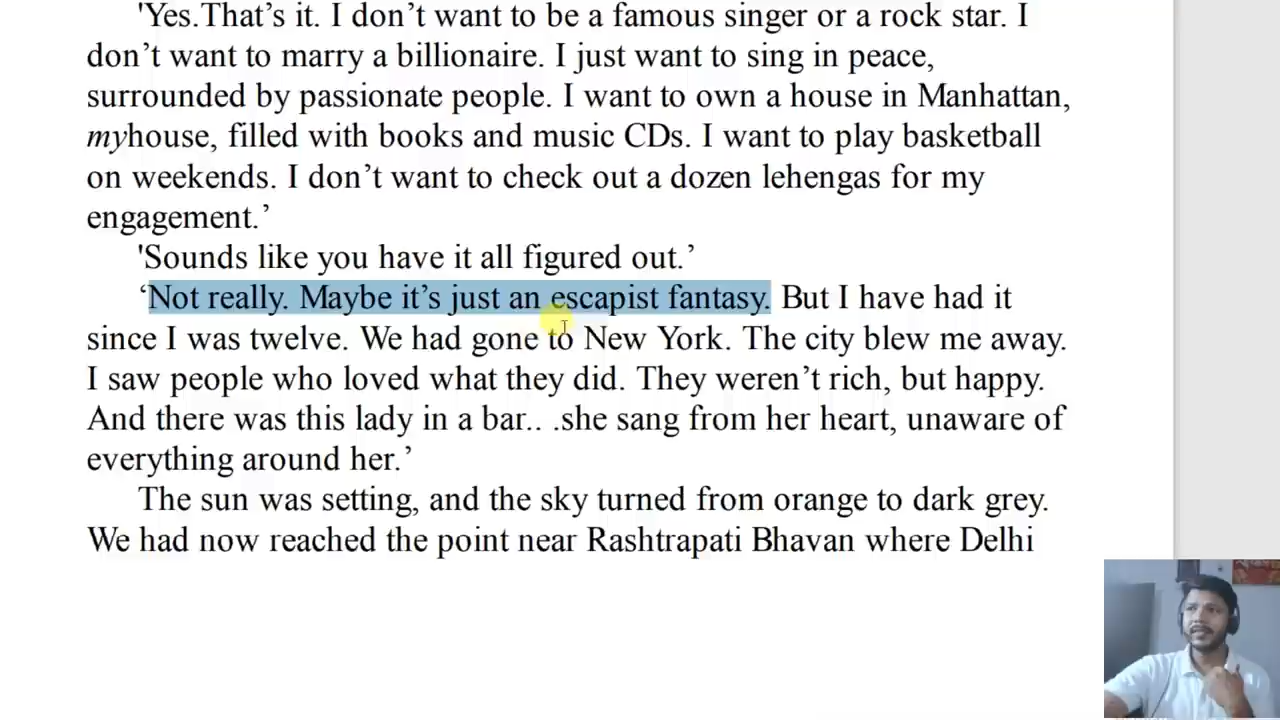 'Yes.That’s it. I don’t want to be a famous singer or a rock star. I
don’t want to marry a billionaire. I just want to sing in peace,
surrounded by passionate people. I want to own a house in Manhattan,
myhouse, filled with books and music CDs. I want to play basketball
on weekends. I don’t want to check out a dozen lehengas for my
engagement.’
'Sounds like you have it all figured out.’
‘Not really. Maybe it’s just an escapist fantasy. But I have had it
since I was twelve. We had gone to New York. The city blew me away.
I saw people who loved what they did. They weren’t rich, but happy.
And there was this lady in a bar.. .she sang from her heart, unaware of
everything around her.’
The sun was setting, and the sky turned from orange to dark grey.
We had now reached the point near Rashtrapati Bhavan where Delhi